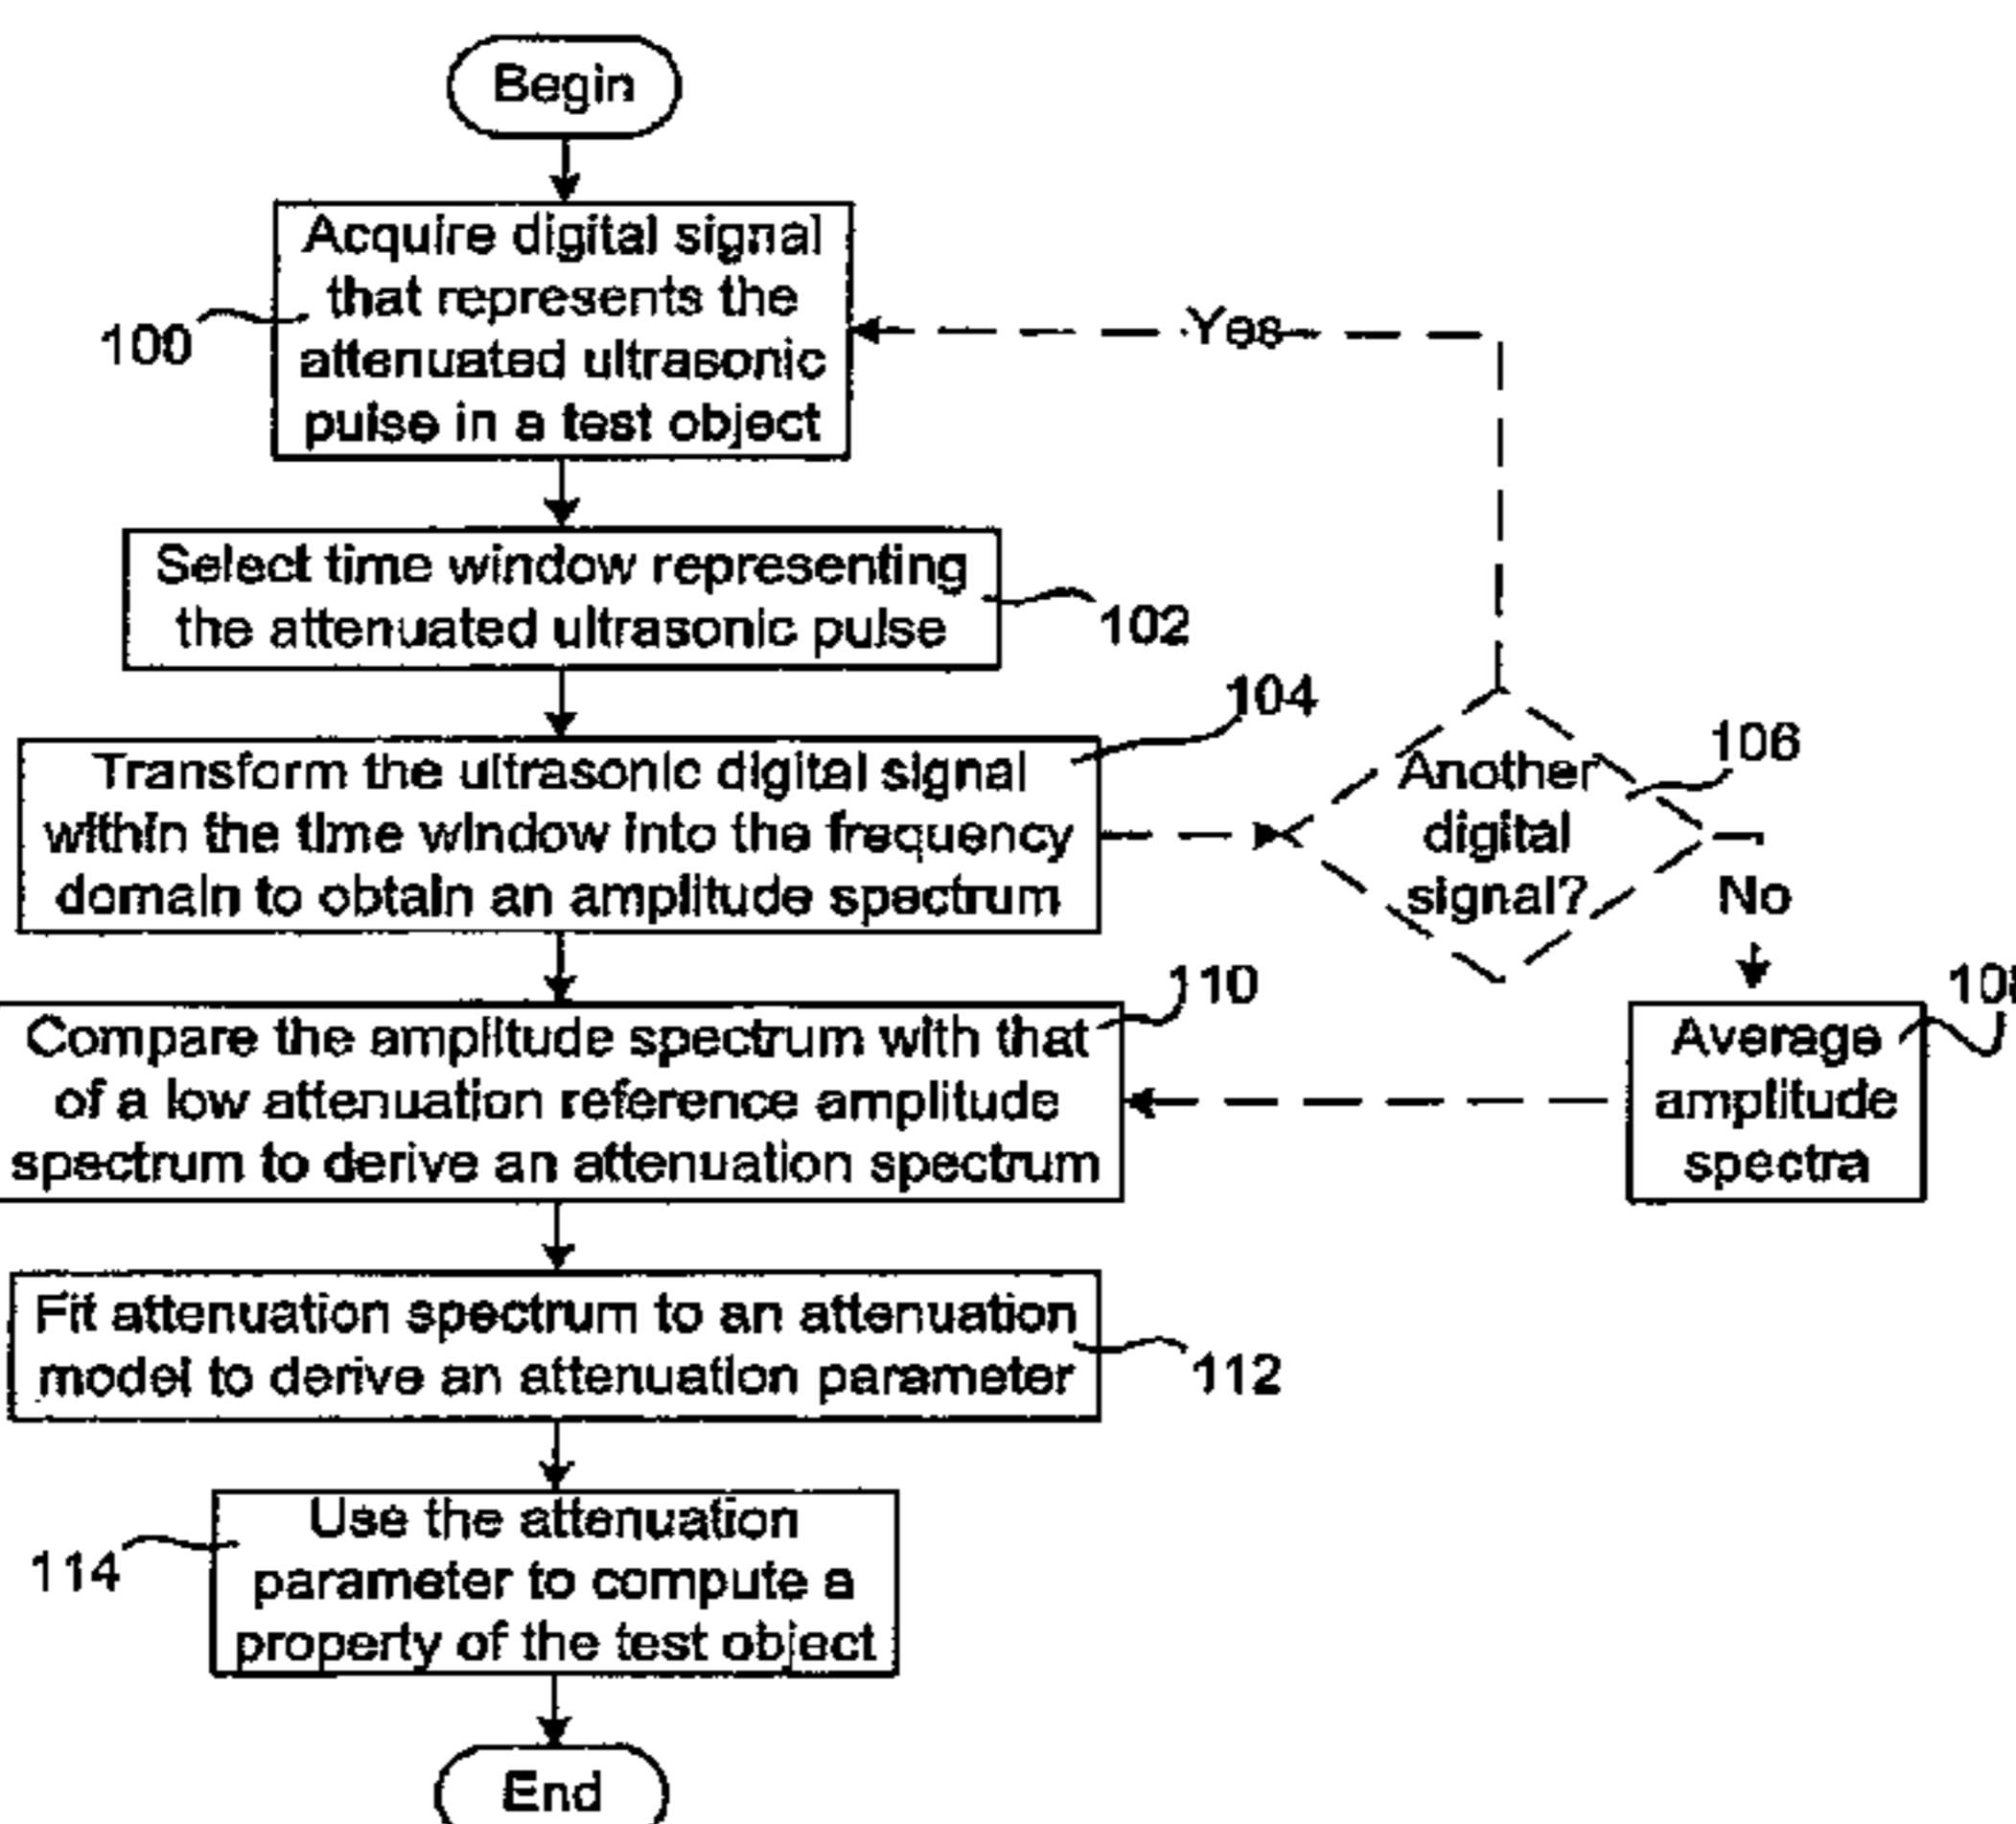 Begin
Acquire digital signal
that represents the
attenuated ultrasonic
pulse in a test object
100
Yes
Select time window representing
the attenuated ultrasonic pulse
102
Transform the ultrasonic digital signal
within the time window into the frequency
domain to obtain an amplitude spectrum
104
Another
digital
signal?
106
No
Average
amplitude
spectra
Compare the amplitude spectrum with that
of a low attenuation reference amplitude
spectrum to derive an attenuation spectrum
110
Fit attenuation spectrum to an attenuation
model to derive an attenuation parameter
112
Use the attenuation
parameter to compute a
property of the test object
114
End